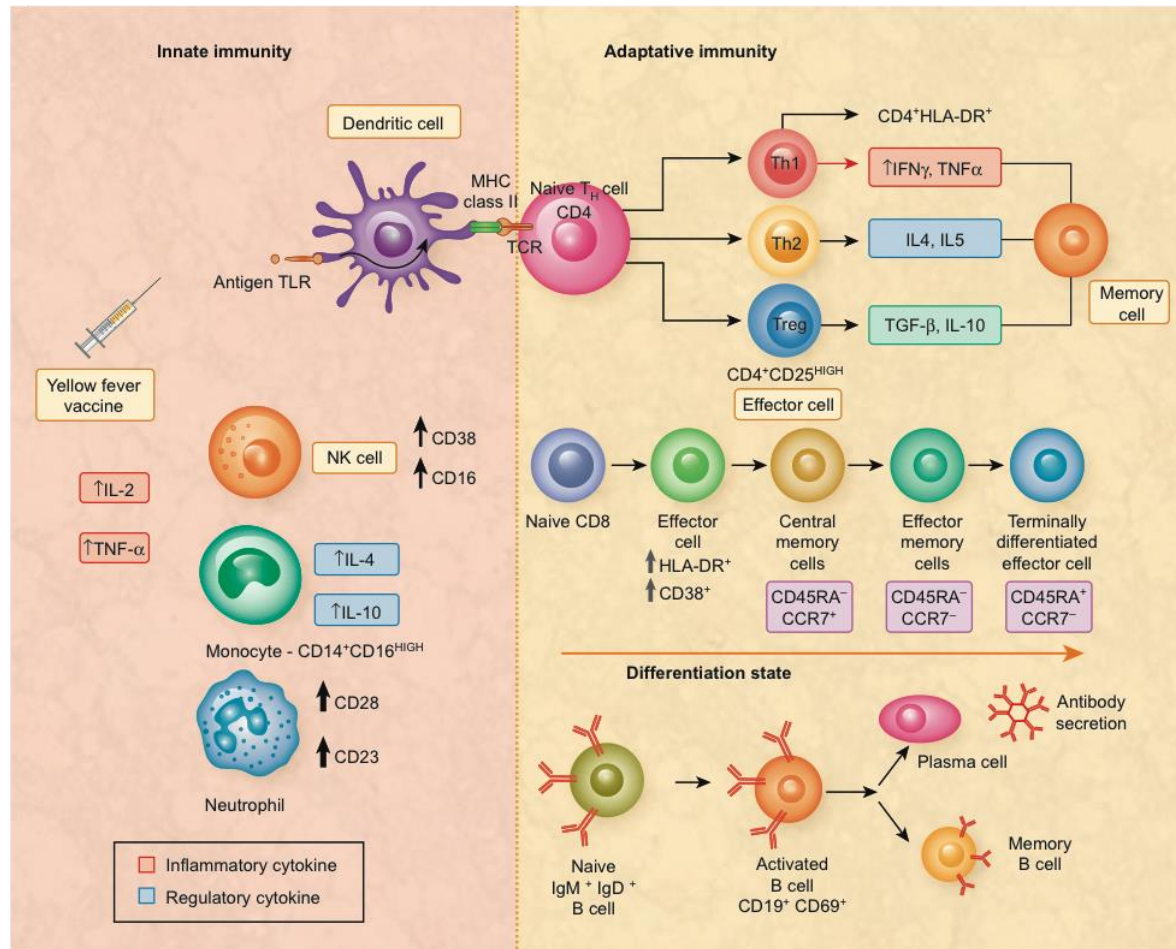 Innate immunity
Dendritic cell
MHC
class II
TCR
Antigen TLR
Yellow fever
vaccine
↑IL-2
↑TNF-α
NK cell
CD38
CD16
↑IL-4
↑IL-10
Monocyte - CD14⁺CD16ᴴᴵᴳᴴ
CD28
CD23
Neutrophil
Inflammatory cytokine
Regulatory cytokine
Adaptative immunity
Naive T_H cell
CD4
Th1
CD4⁺HLA-DR⁺
↑IFNγ, TNFα
Th2
IL4, IL5
Treg
TGF-β, IL-10
CD4⁺CD25ᴴᴵᴳᴴ
Memory
cell
Effector cell
Naive CD8
Effector
cell
HLA-DR⁺
CD38⁺
Central
memory
cells
CD45RA⁻
CCR7⁺
Effector
memory
cells
CD45RA⁻
CCR7⁻
Terminally
differentiated
effector cell
CD45RA⁺
CCR7⁻
Differentiation state
Naive
IgM ⁺ IgD ⁺
B cell
Activated
B cell
CD19⁺ CD69⁺
Plasma cell
Antibody
secretion
Memory
B cell